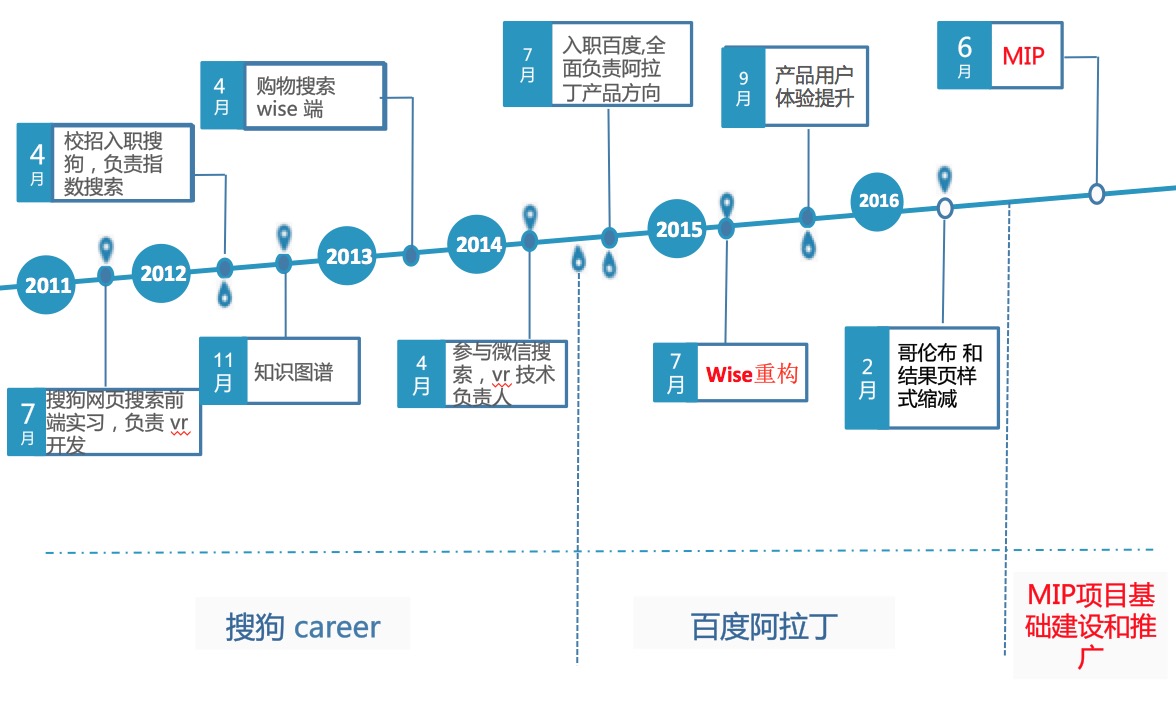 7
月
入职百度,全
面负责阿拉
丁产品方向
6
月
MIP
4
月
购物搜索
wise 端
9
月
产品用户
体验提升
4
月
校招入职搜
狗，负责指
数搜索
2011
2012
2013
2014
2015
2016
7
月
搜狗网页搜索前
端实习，负责 vr
开发
11
月
知识图谱
4
月
参与微信搜
索，vr 技术
负责人
7
月
Wise重构
2
月
哥伦布 和
结果页样
式缩减
搜狗 career
百度阿拉丁
MIP项目基
础建设和推
广